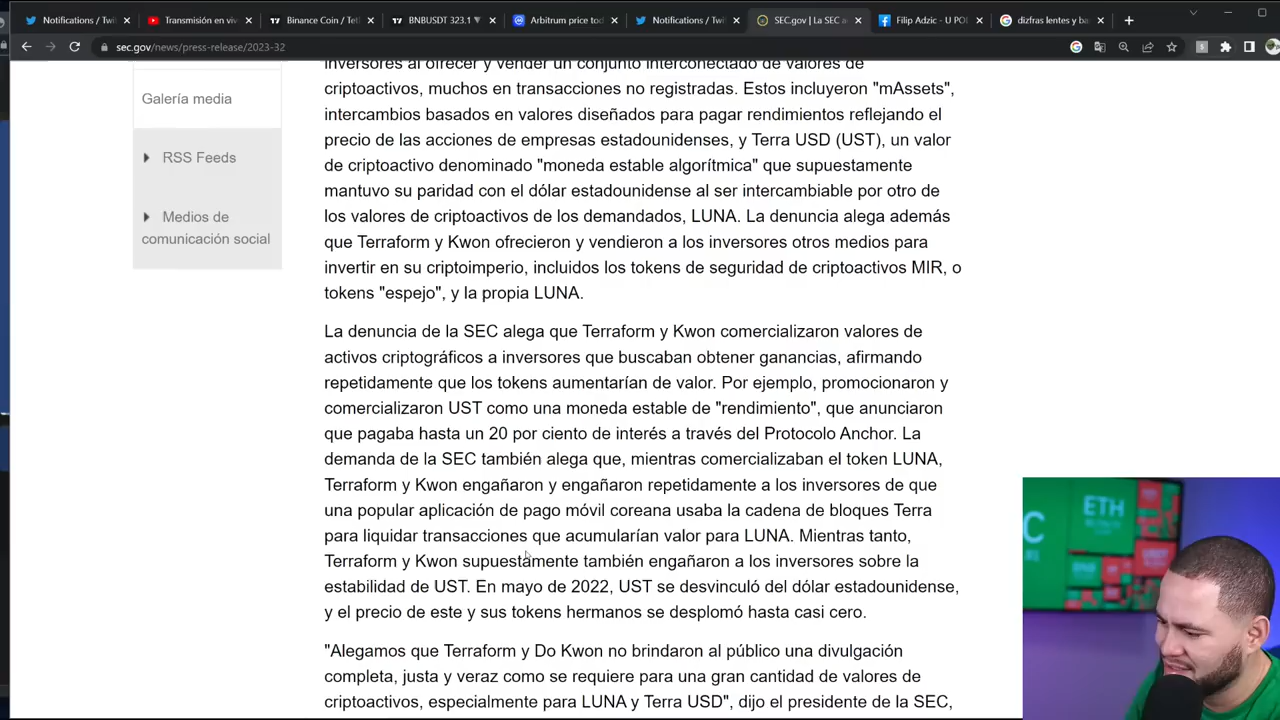 Notifications / Twit
Transmisión en viv
Binance Coin / Teth
BNBUSDT 323.1 ▼
Arbitrum price tod
Notifications / Twit
SEC.gov | La SEC a
Filip Adzic - U POL
dizfras lentes y ba
sec.gov/news/press-release/2023-32
Galería media
RSS Feeds
Medios de
comunicación social
inversores al ofrecer y vender un conjunto interconectado de valores de
criptoactivos, muchos en transacciones no registradas. Estos incluyeron "mAssets",
intercambios basados en valores diseñados para pagar rendimientos reflejando el
precio de las acciones de empresas estadounidenses, y Terra USD (UST), un valor
de criptoactivo denominado "moneda estable algorítmica" que supuestamente
mantuvo su paridad con el dólar estadounidense al ser intercambiable por otro de
los valores de criptoactivos de los demandados, LUNA. La denuncia alega además
que Terraform y Kwon ofrecieron y vendieron a los inversores otros medios para
invertir en su criptoimperio, incluidos los tokens de seguridad de criptoactivos MIR, o
tokens "espejo", y la propia LUNA.
La denuncia de la SEC alega que Terraform y Kwon comercializaron valores de
activos criptográficos a inversores que buscaban obtener ganancias, afirmando
repetidamente que los tokens aumentarían de valor. Por ejemplo, promocionaron y
comercializaron UST como una moneda estable de "rendimiento", que anunciaron
que pagaba hasta un 20 por ciento de interés a través del Protocolo Anchor. La
demanda de la SEC también alega que, mientras comercializaban el token LUNA,
Terraform y Kwon engañaron y engañaron repetidamente a los inversores de que
una popular aplicación de pago móvil coreana usaba la cadena de bloques Terra
para liquidar transacciones que acumularían valor para LUNA. Mientras tanto,
Terraform y Kwon supuestamente también engañaron a los inversores sobre la
estabilidad de UST. En mayo de 2022, UST se desvinculó del dólar estadounidense,
y el precio de este y sus tokens hermanos se desplomó hasta casi cero.
"Alegamos que Terraform y Do Kwon no brindaron al público una divulgación
completa, justa y veraz como se requiere para una gran cantidad de valores de
criptoactivos, especialmente para LUNA y Terra USD", dijo el presidente de la SEC,
C
ETH